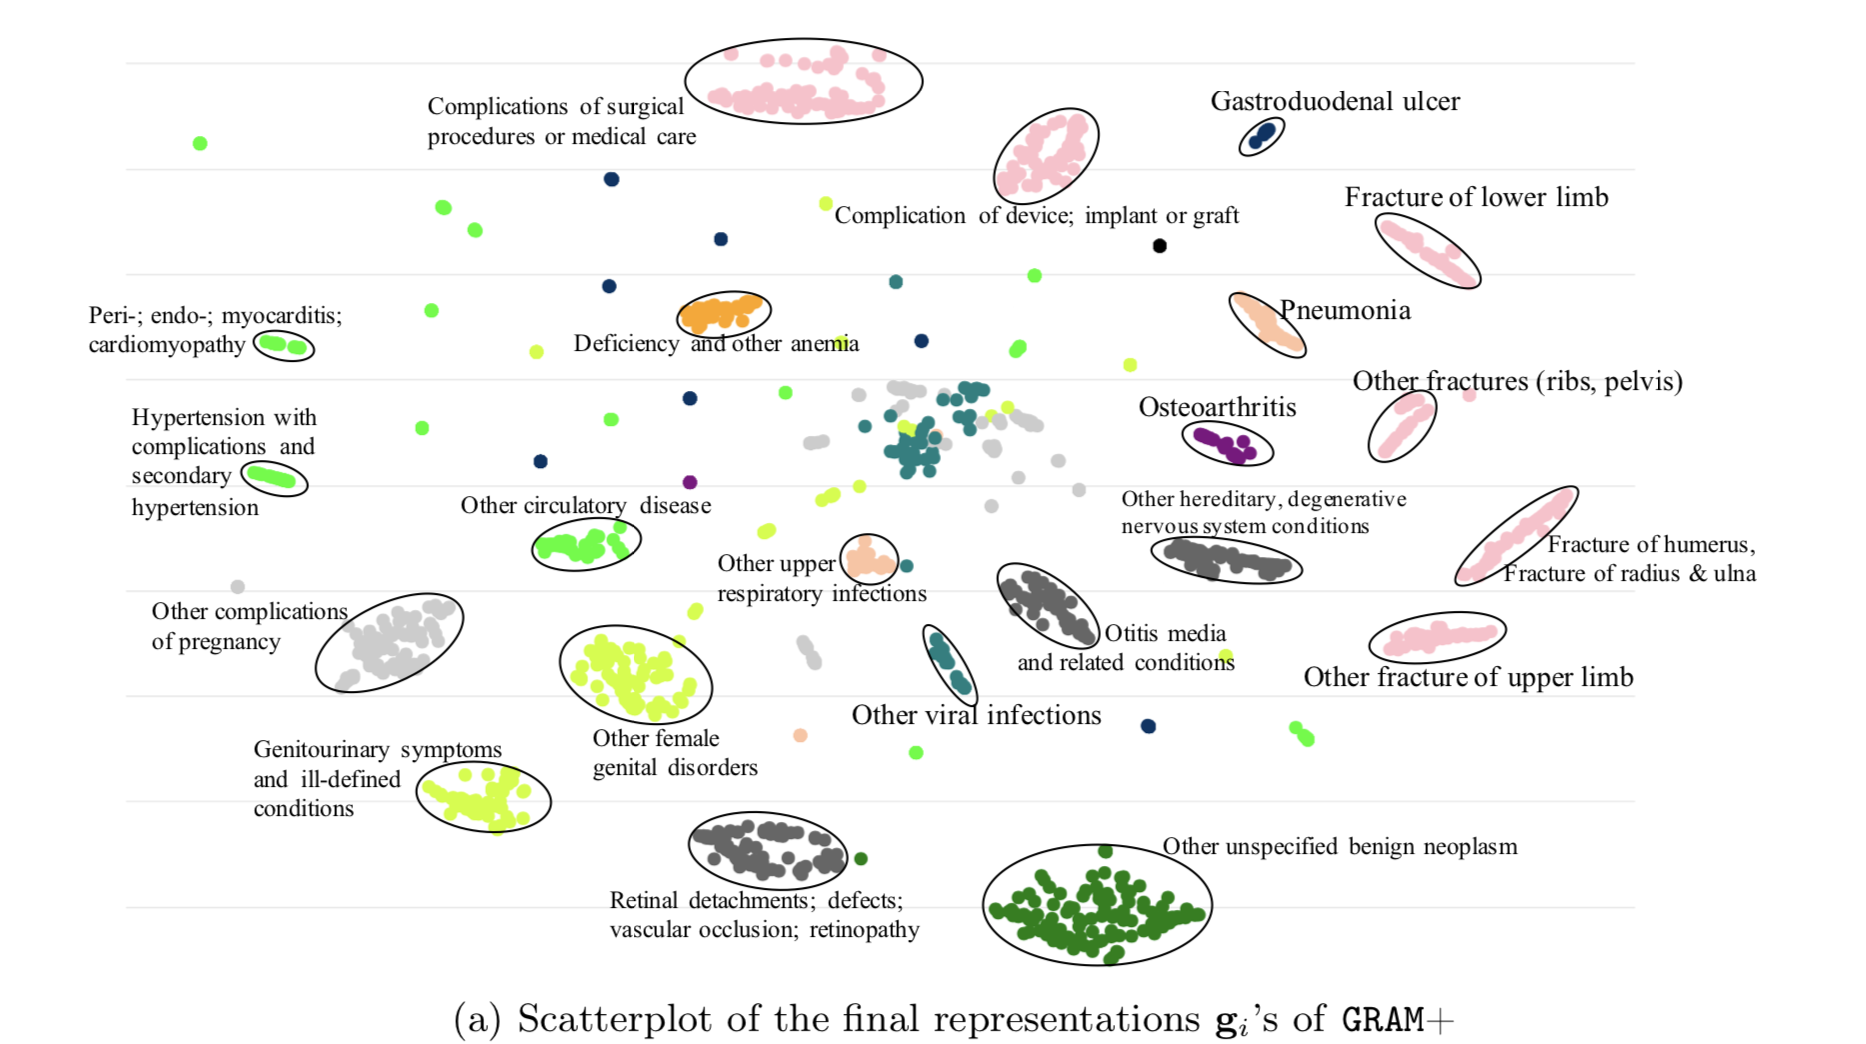 Complications of surgical
procedures or medical care
Gastroduodenal ulcer
Complication of device; implant or graft
Fracture of lower limb
Peri-; endo-; myocarditis;
cardiomyopathy
Deficiency and other anemia
Pneumonia
Other fractures (ribs, pelvis)
Osteoarthritis
Hypertension with
complications and
secondary
hypertension
Other circulatory disease
Other hereditary, degenerative
nervous system conditions
Fracture of humerus,
Fracture of radius & ulna
Other upper
respiratory infections
Other complications
of pregnancy
Otitis media
and related conditions
Other fracture of upper limb
Other viral infections
Other female
genital disorders
Genitourinary symptoms
and ill-defined
conditions
Other unspecified benign neoplasm
Retinal detachments; defects;
vascular occlusion; retinopathy
(a) Scatterplot of the final representations gᵢ's of GRAM+